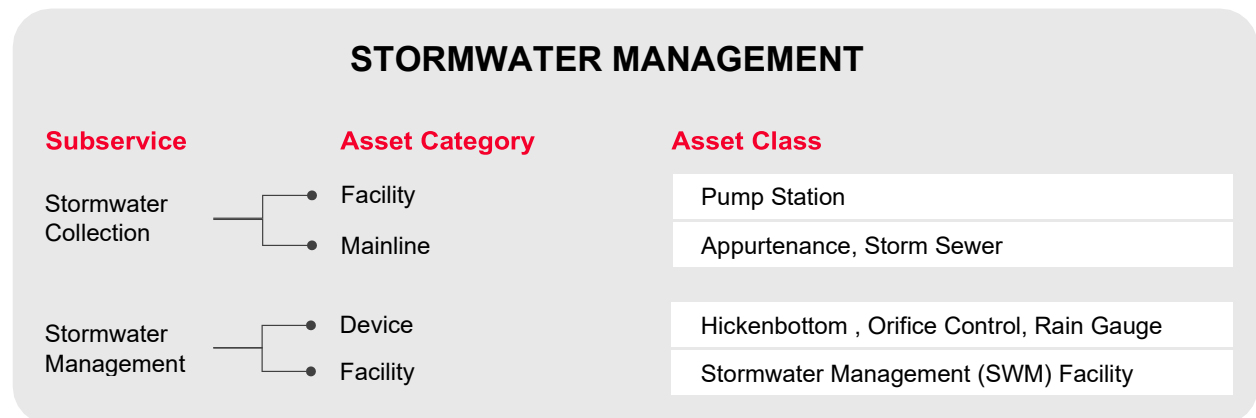 STORMWATER MANAGEMENT
Subservice Asset Category Asset Class
Stormwater
Collection
Facility Pump Station
Mainline Appurtenance, Storm Sewer
Stormwater
Management
Device Hickenbottom , Orifice Control, Rain Gauge
Facility Stormwater Management (SWM) Facility